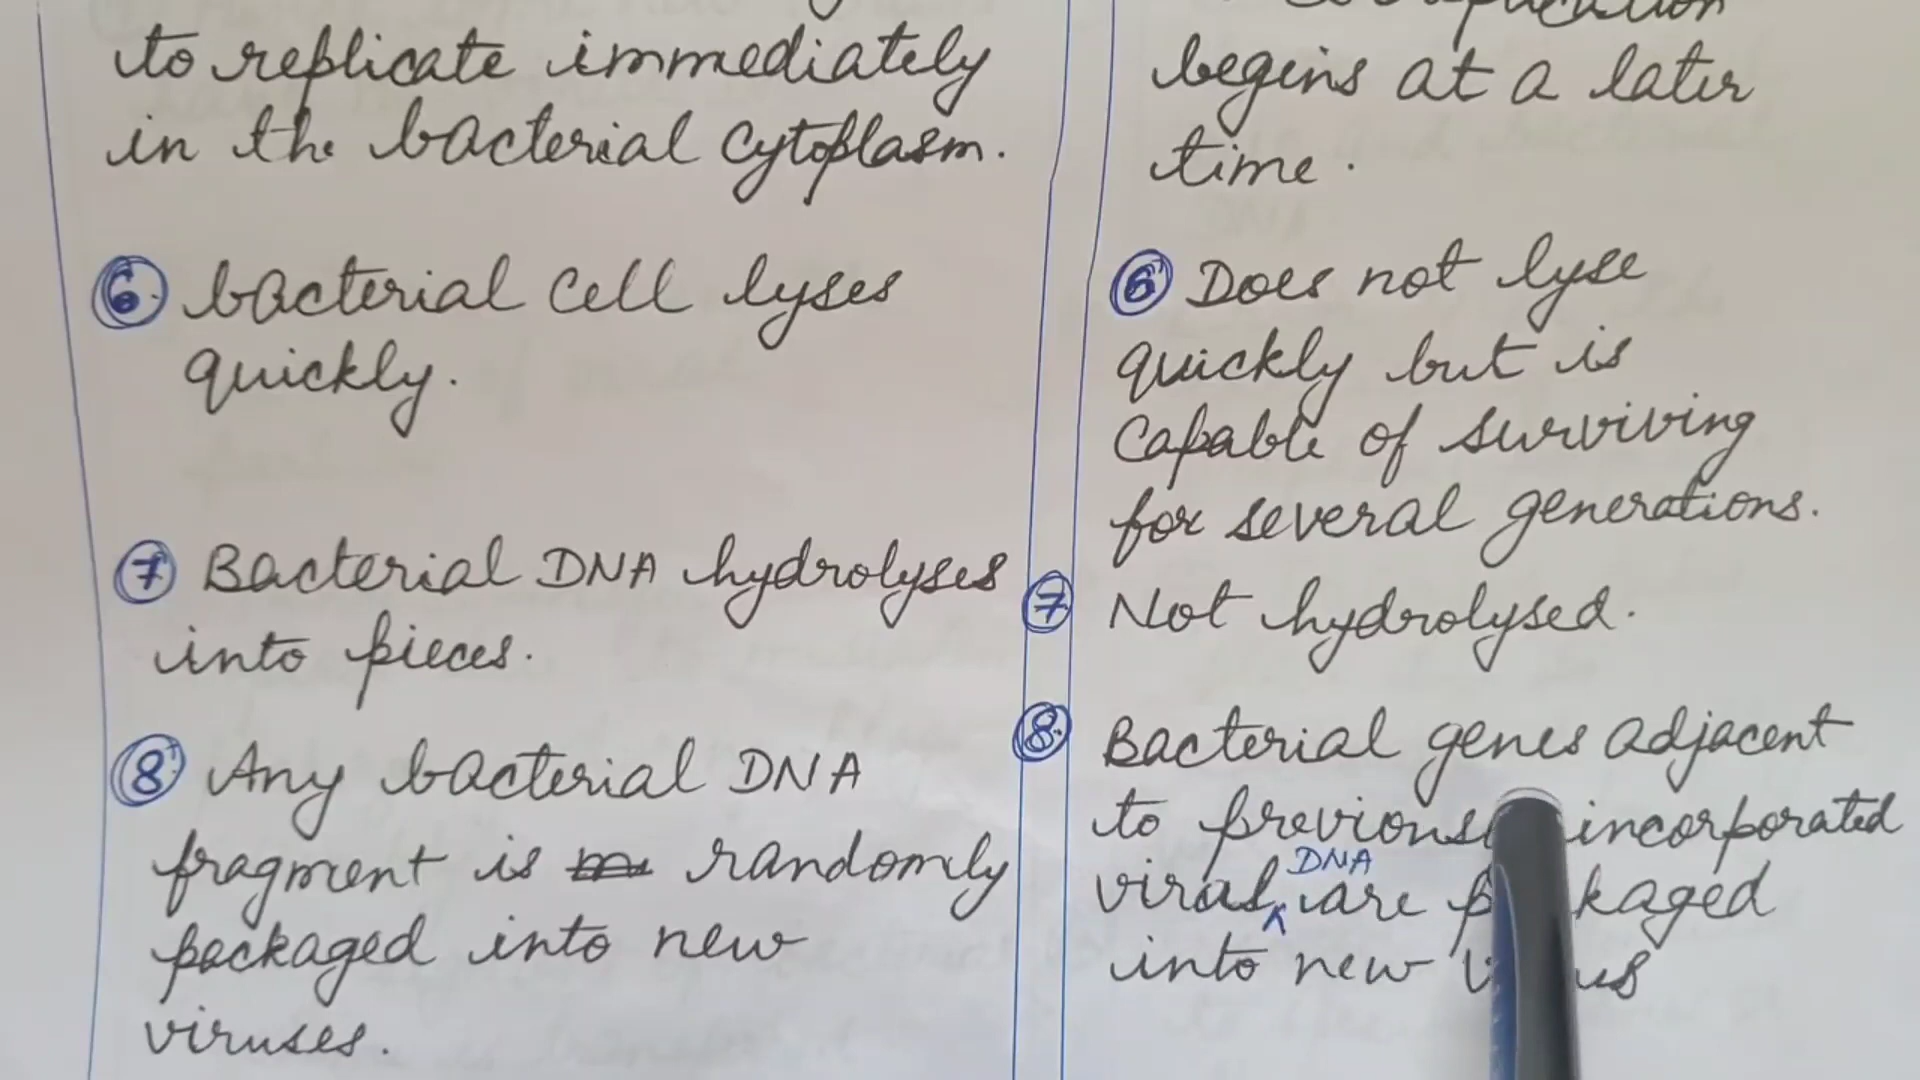 to replicate immediately
in the bacterial cytoplasm.
6. bacterial cell lyses
quickly.
7 Bacterial DNA hydrolyses
into pieces.
8. Any bacterial DNA
fragment is randomly
packaged into new
viruses.
begins at a later
time.
6 Does not lyse
quickly but is
capable of surviving
for several generations.
7 Not hydrolysed.
8. Bacterial genes adjacent
to incorporated
viral DNA are
into new